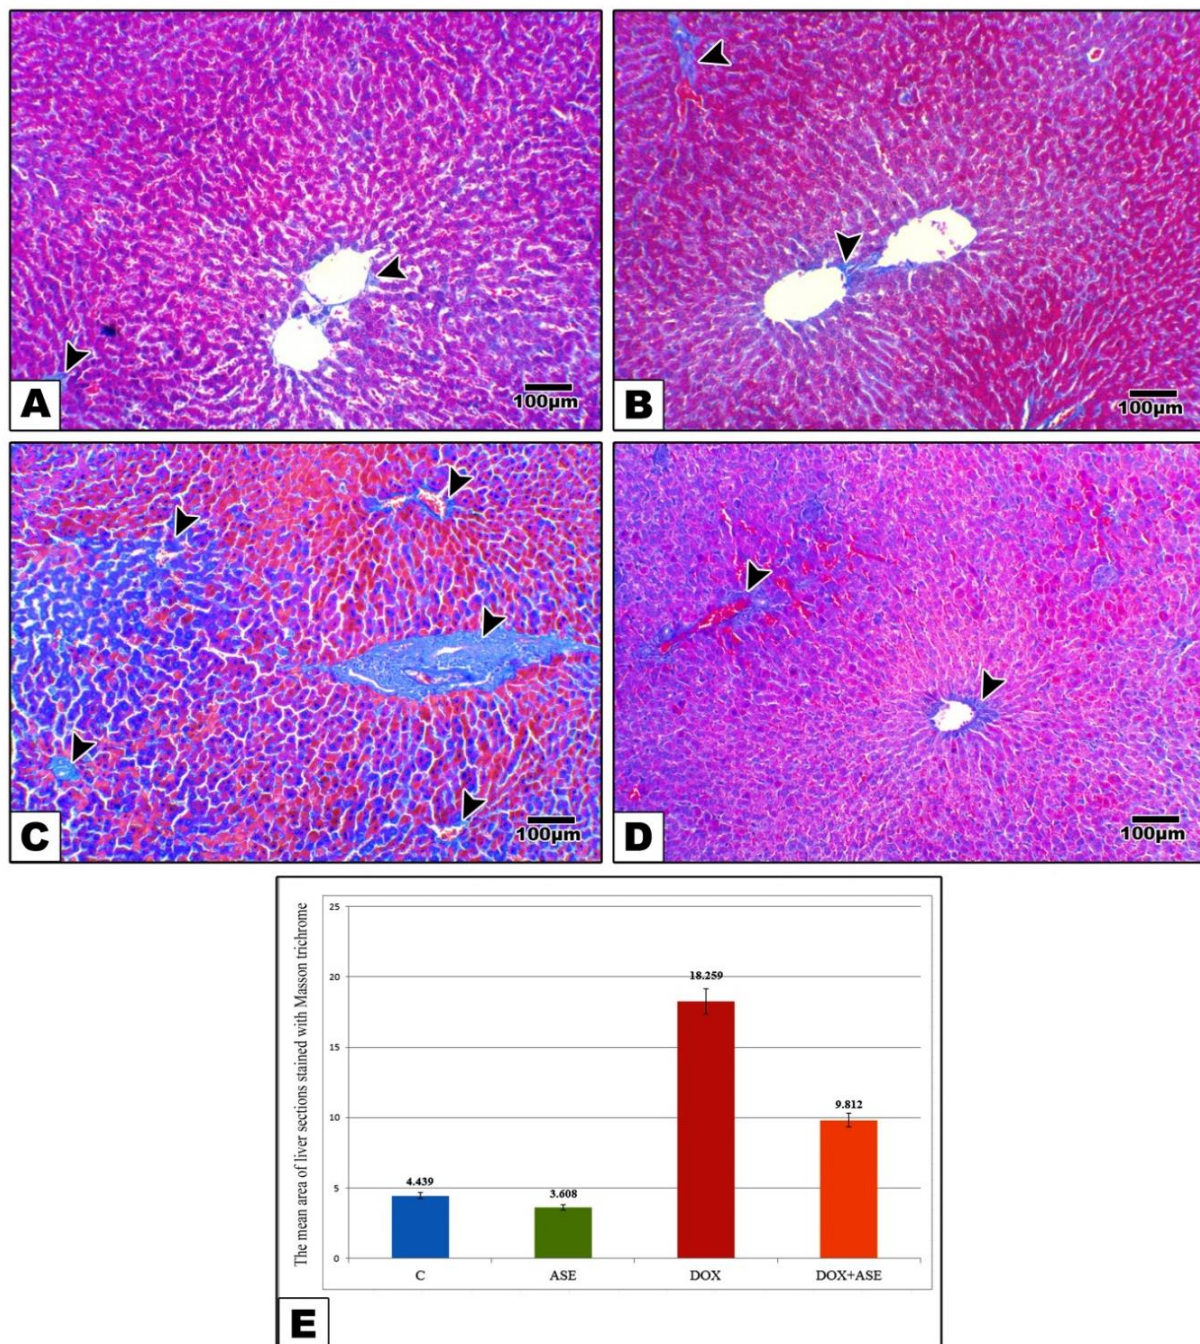 100µm
A
100µm
B
100µm
C
100µm
D
The mean area of liver sections stained with Masson trichrome
25
20
15
10
5
0
4.439
3.608
18.259
9.812
C ASE DOX DOX+ASE
E